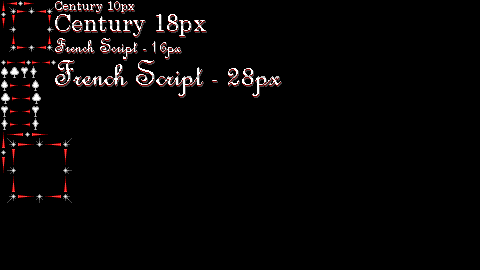 Century 10px
Century 18px
French Script - 16px
French Script - 28px